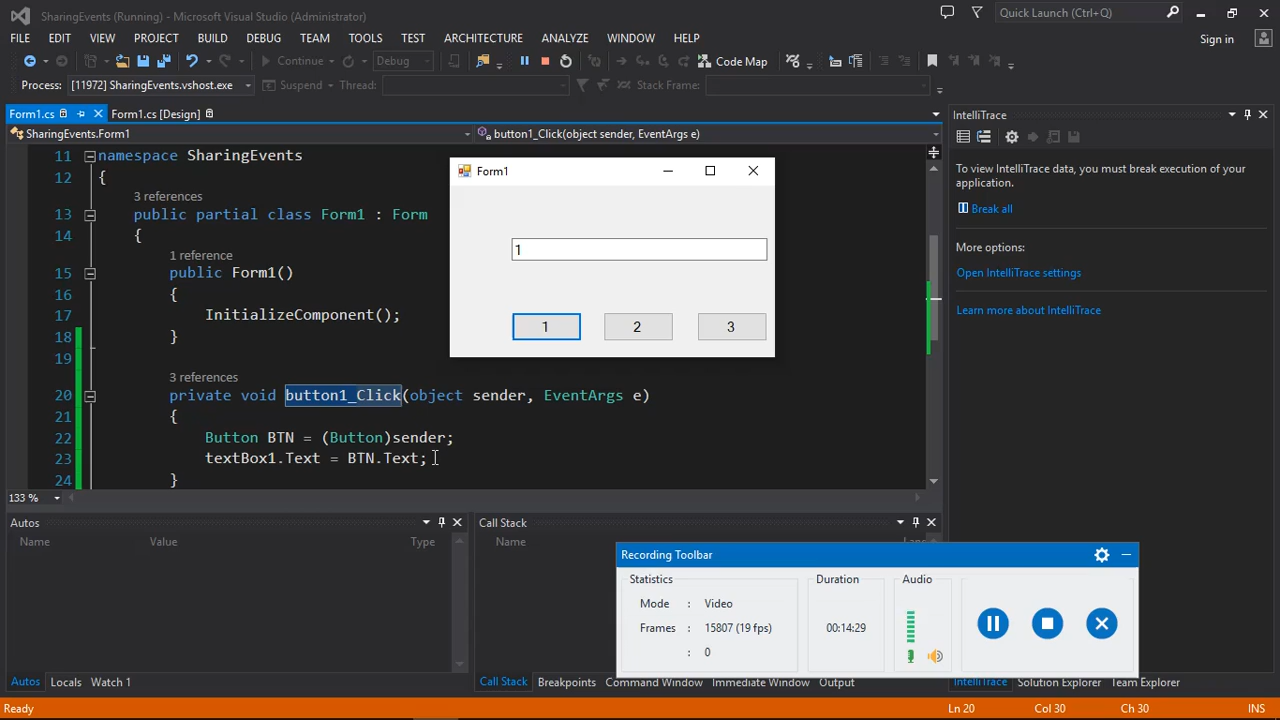 SharingEvents (Running) - Microsoft Visual Studio (Administrator)
Quick Launch (Ctrl+Q)
FILE EDIT VIEW PROJECT BUILD DEBUG TEAM TOOLS TEST ARCHITECTURE ANALYZE WINDOW HELP
Sign in
Continue Debug Code Map
Process: [11972] SharingEvents.vshost.exe Suspend Thread: Stack Frame:
Form1.cs Form1.cs [Design]
SharingEvents.Form1 button1_Click(object sender, EventArgs e)
11 namespace SharingEvents
12 {
3 references
13 public partial class Form1 : Form
14 {
1 reference
15 public Form1()
16 {
17 InitializeComponent();
18 }
19
3 references
20 private void button1_Click(object sender, EventArgs e)
21 {
22 Button BTN = (Button)sender;
23 textBox1.Text = BTN.Text;
24 }
133 %
Form1
1
1 2 3
IntelliTrace
To view IntelliTrace data, you must break execution of your
application.
Break all
More options:
Open IntelliTrace settings
Learn more about IntelliTrace
Autos
Name Value Type
Call Stack
Name
Recording Toolbar
Statistics Duration Audio
Mode : Video
Frames : 15807 (19 fps)
: 0
00:14:29
Autos Locals Watch 1
Call Stack Breakpoints Command Window Immediate Window Output
IntelliTrace Solution Explorer Team Explorer
Ready Ln 20 Col 30 Ch 30 INS